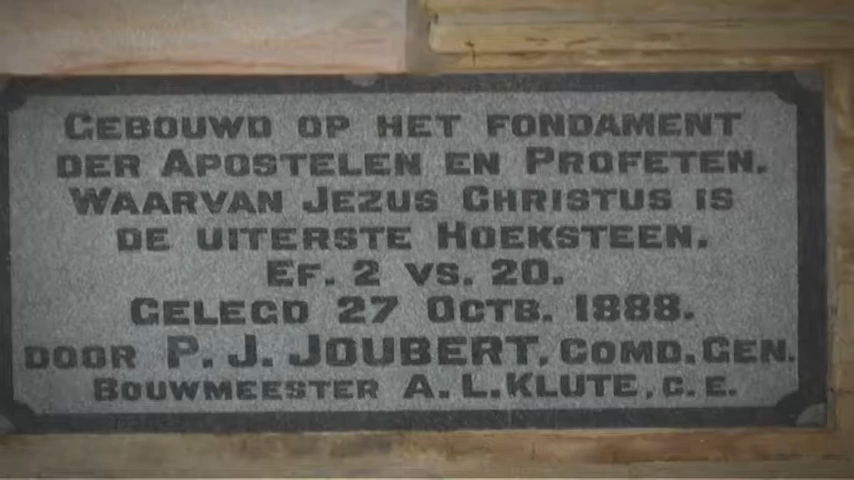 GEBOUWD OP HET FONDAMENT
DER APOSTELEN EN PROFETEN.
WAARVAN JEZUS CHRISTUS IS
DE UITERSTE HOEKSTEEN.
EF. 2 VS. 20.
GELEGD 27 OCTB. 1888.
DOOR P. J. JOUBERT, COMD. GEN.
BOUWMEESTER A. L. KLUTE, C. E.